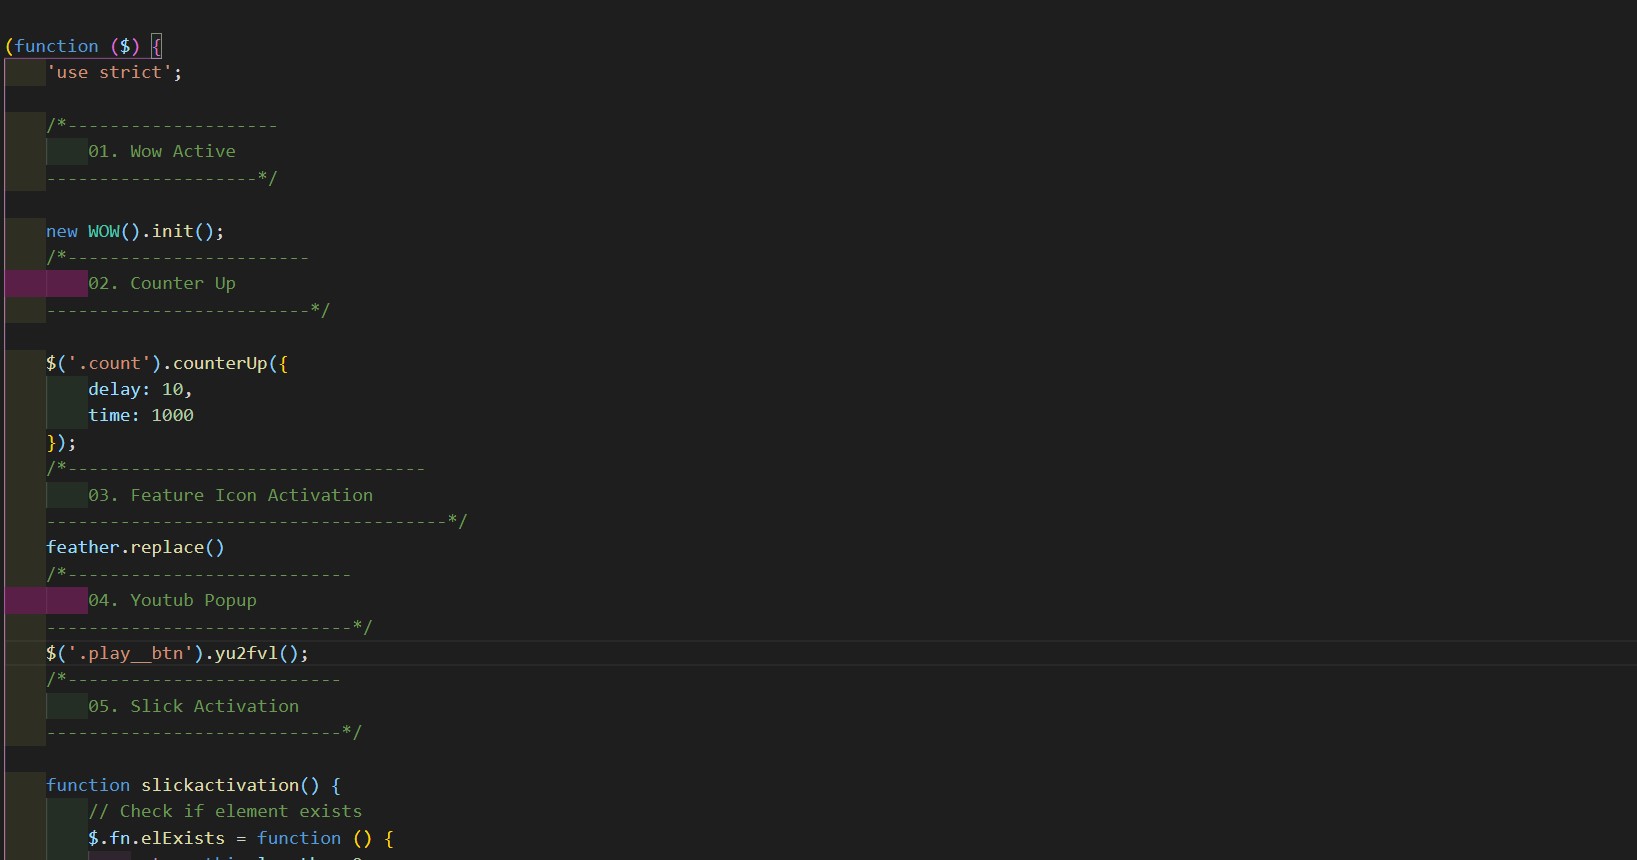 (function ($) {
'use strict';
/*--------------------
01. Wow Active
--------------------*/
new WOW().init();
/*-----------------------
02. Counter Up
-------------------------*/
$('.count').counterUp({
delay: 10,
time: 1000
});
/*----------------------------------
03. Feature Icon Activation
--------------------------------------*/
feather.replace()
/*---------------------------
04. Youtub Popup
-----------------------------*/
$('.play__btn').yu2fvl();
/*--------------------------
05. Slick Activation
----------------------------*/
function slickactivation() {
// Check if element exists
$.fn.elExists = function () {